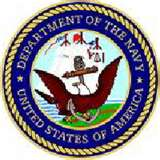 DEPARTMENT OF THE NAVY
UNITED STATES OF AMERICA